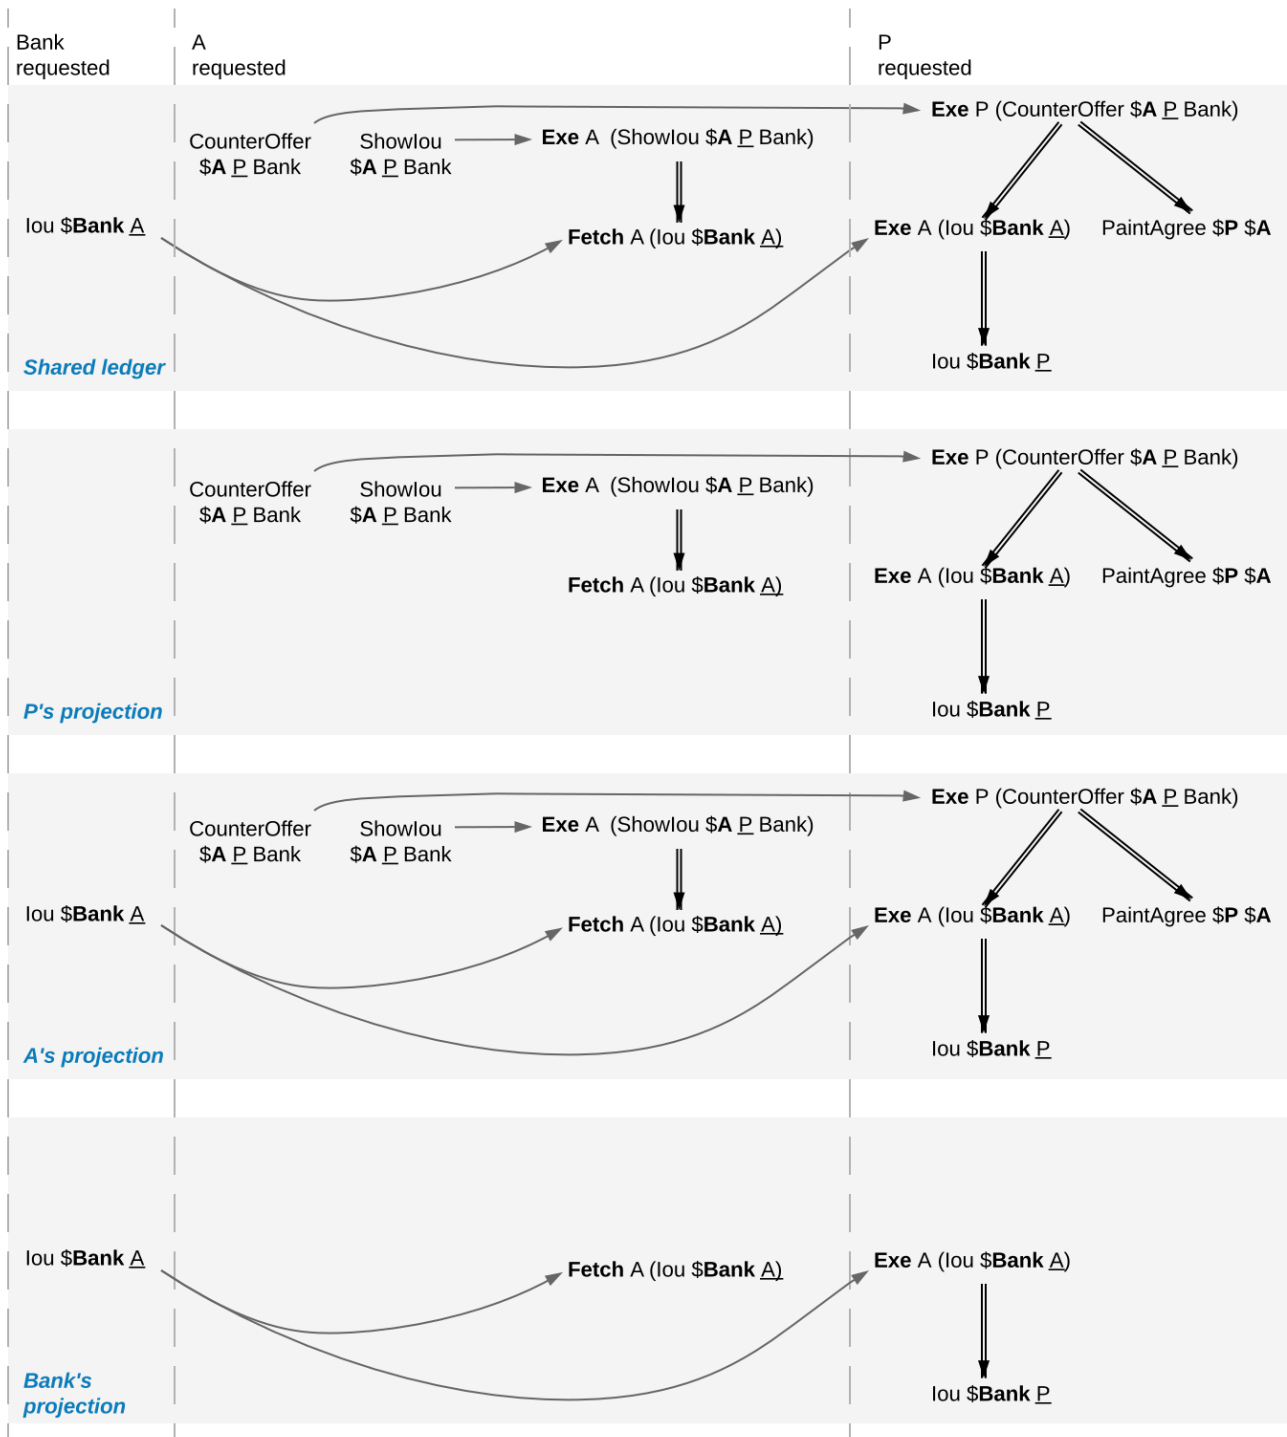 Bank
requested
A
requested
P
requested
Exe P (CounterOffer $A P Bank)
CounterOffer
$A P Bank
ShowIou
$A P Bank
Exe A (ShowIou $A P Bank)
Iou $Bank A
Fetch A (Iou $Bank A)
Exe A (Iou $Bank A)
PaintAgree $P $A
Iou $Bank P
Shared ledger
Exe P (CounterOffer $A P Bank)
CounterOffer
$A P Bank
ShowIou
$A P Bank
Exe A (ShowIou $A P Bank)
Fetch A (Iou $Bank A)
Exe A (Iou $Bank A)
PaintAgree $P $A
Iou $Bank P
P's projection
Exe P (CounterOffer $A P Bank)
CounterOffer
$A P Bank
ShowIou
$A P Bank
Exe A (ShowIou $A P Bank)
Iou $Bank A
Fetch A (Iou $Bank A)
Exe A (Iou $Bank A)
PaintAgree $P $A
Iou $Bank P
A's projection
Iou $Bank A
Fetch A (Iou $Bank A)
Exe A (Iou $Bank A)
Iou $Bank P
Bank's
projection